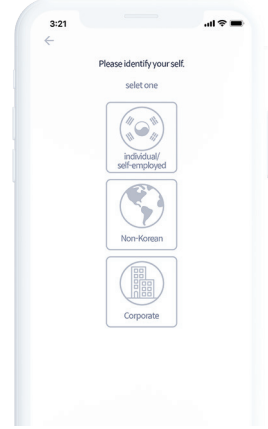 3:21
Please identify your self.
selet one
individual/
self-employed
Non-Korean
Corporate